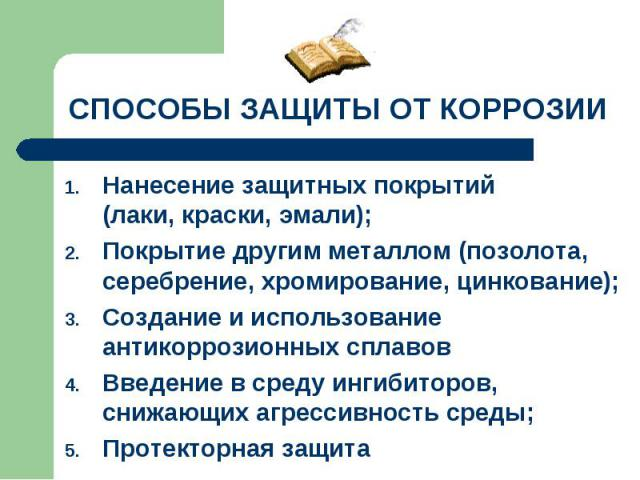 СПОСОБЫ ЗАЩИТЫ ОТ КОРРОЗИИ
1. Нанесение защитных покрытий
(лаки, краски, эмали);
2. Покрытие другим металлом (позолота,
серебрение, хромирование, цинкование);
3. Создание и использование
антикоррозионных сплавов
4. Введение в среду ингибиторов,
снижающих агрессивность среды;
5. Протекторная защита